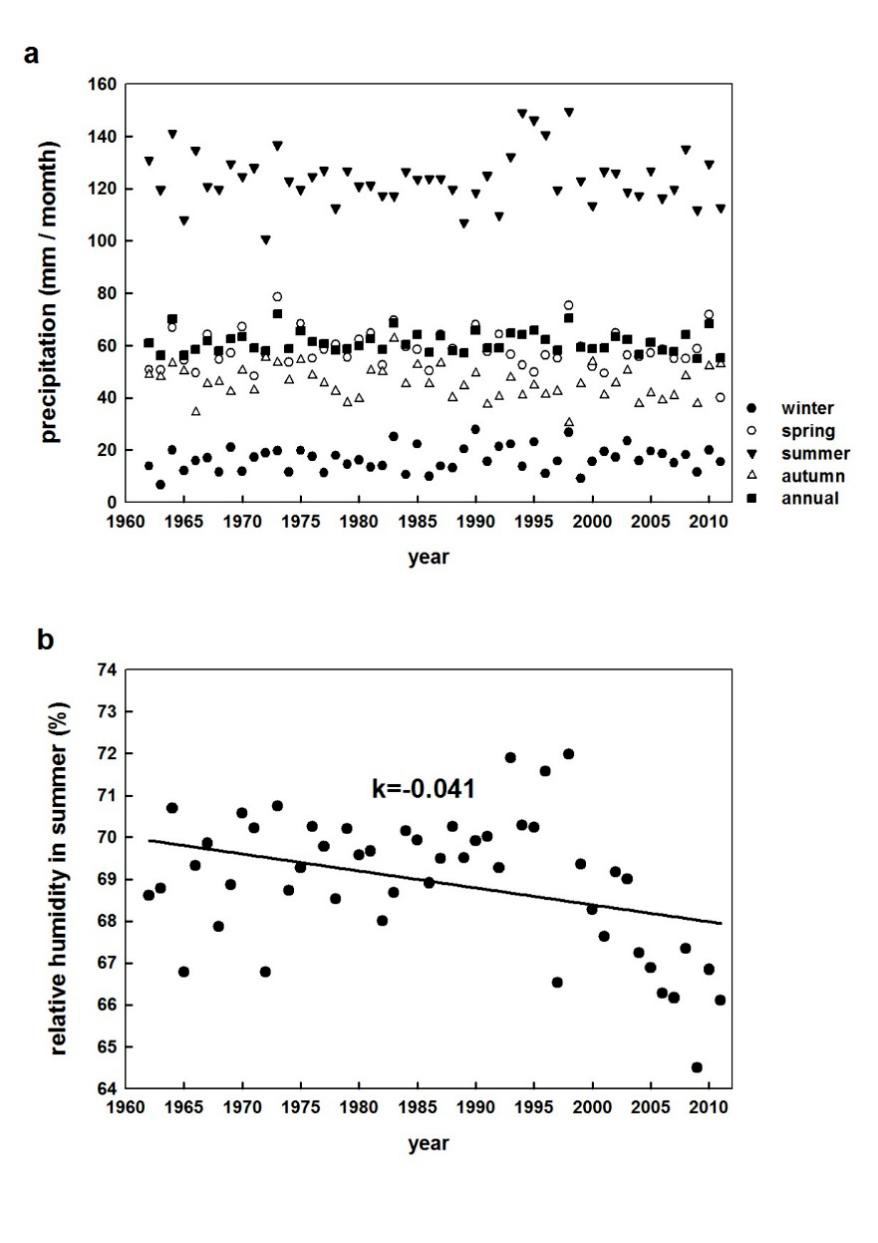 a
160
140
120
100
80
60
40
20
0
precipitation (mm / momth)
1960 1965 1970 1975 1980 1985 1990 1995 2000 2005 2010
year
winter
spring
summer
autumn
annual
b
74
73
72
71
70
69
68
67
66
65
64
relative humidity in summer (%)
k=-0.041
1960 1965 1970 1975 1980 1985 1990 1995 2000 2005 2010
year